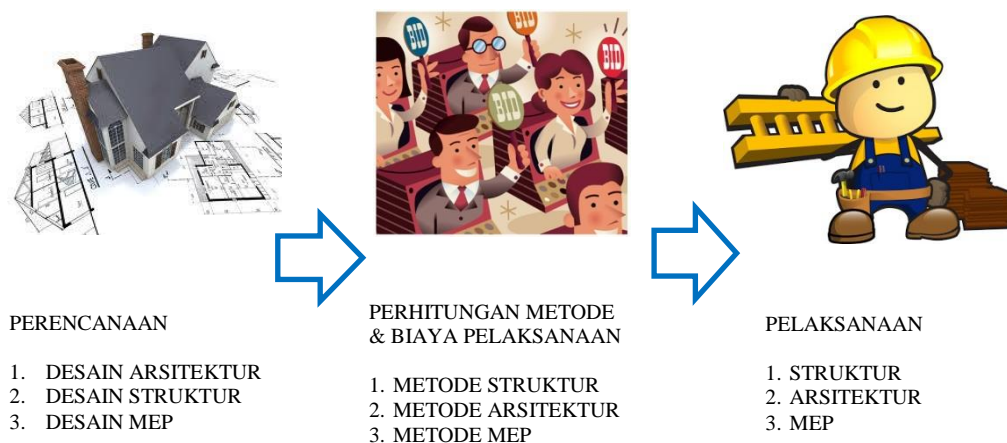 BID
BID
BID
BID
PERENCANAAN
1. DESAIN ARSITEKTUR
2. DESAIN STRUKTUR
3. DESAIN MEP
PERHITUNGAN METODE
& BIAYA PELAKSANAAN
1. METODE STRUKTUR
2. METODE ARSITEKTUR
3. METODE MEP
PELAKSANAAN
1. STRUKTUR
2. ARSITEKTUR
3. MEP